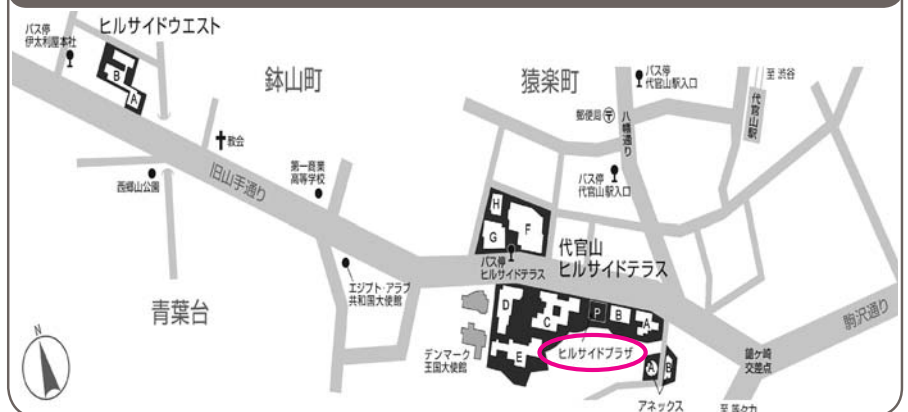 バス停
伊太利屋本社
ヒルサイドウエスト
B
A
鉢山町
猿楽町
バス停
代官山駅入口
至 渋谷
代官山駅
郵便局
八幡通り
教会
第一商業
高等学校
西郷山公園
旧山手通り
バス停
代官山駅入口
H
G
F
バス停
ヒルサイドテラス
代官山
ヒルサイドテラス
エジプト・アラブ
共和国大使館
青葉台
D
C
P
B
A
E
ヒルサイドプラザ
デンマーク
王国大使館
A
B
アネックス
駒沢通り
鎗ヶ崎
交差点
N